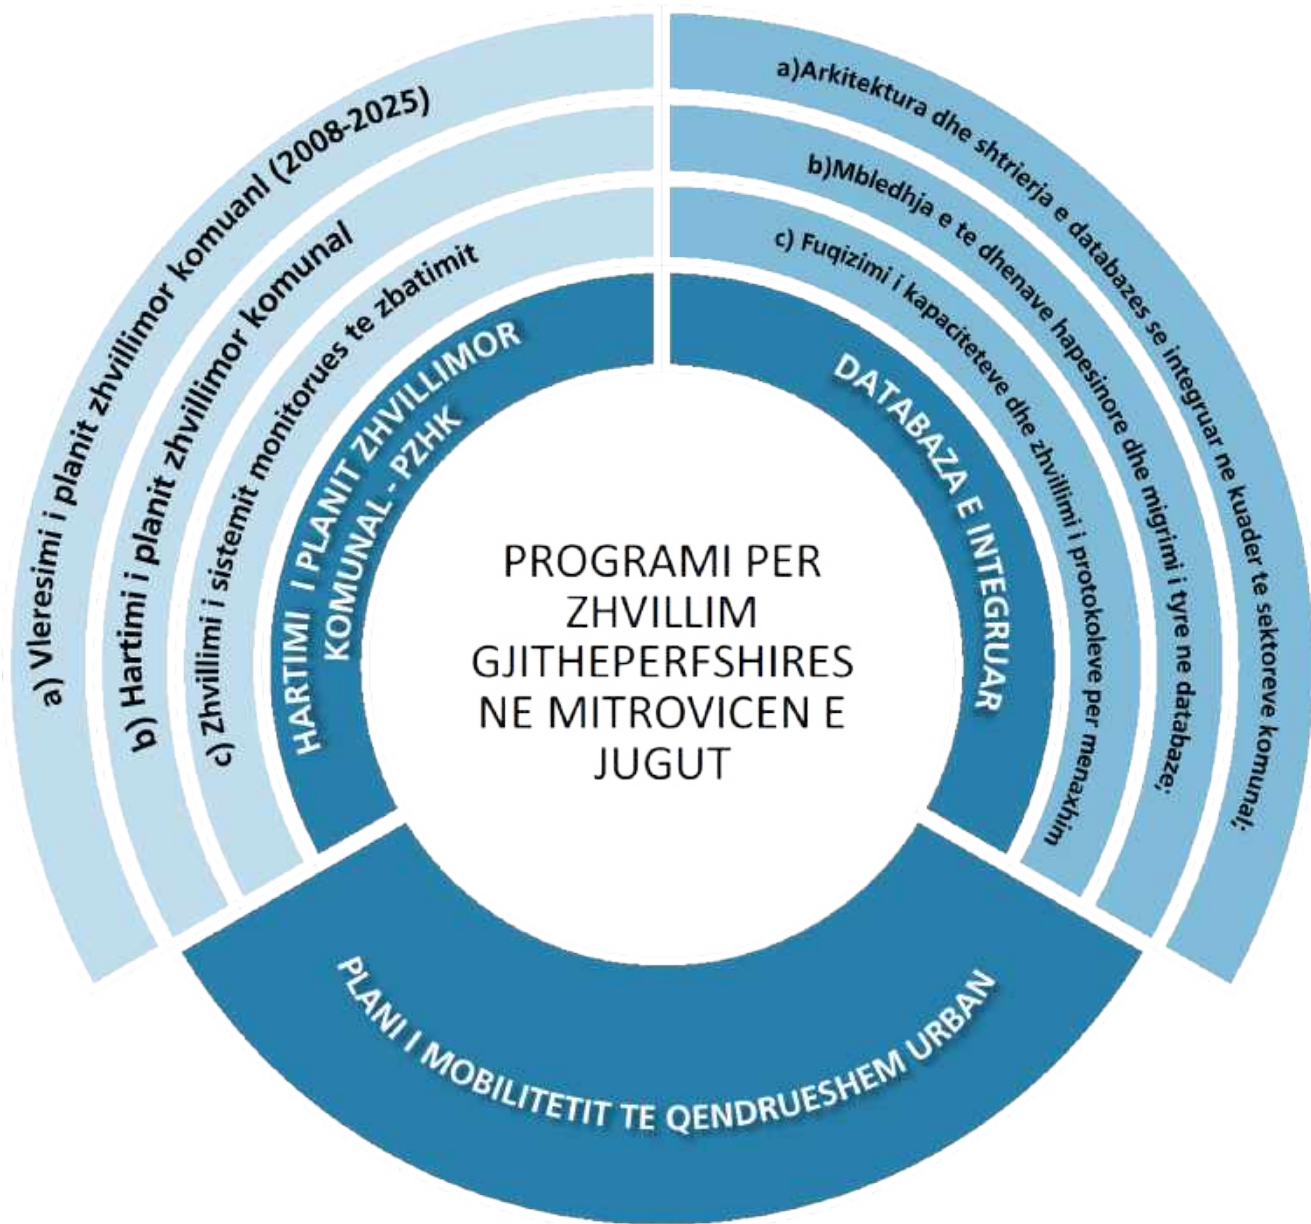 PROGRAMI PER
ZHVILLIM
GJITHEPERFSHIRES
NE MITROVICEN E
JUGUT
HARTIMI I PLANIT ZHVILLIMOR
KOMUNAL - PZHK
a) Vleresimi i planit zhvillimor komuanl (2008-2025)
b) Hartimi i planit zhvillimor komunal
c) Zhvillimi i sistemit monitorues te zbatimit
DATABAZA E INTEGRUAR
a)Arkitektura dhe shtrierja e databazes se integruar ne kuader te sektoreve komunal;
b)Mbledhja e te dhenave hapesinore dhe migrimi i tyre ne databaze;
c) Fuqizimi i kapaciteteve dhe zhvillimi i protokoleve per menaxhim
PLANI I MOBILITETIT TE QENDRUESHEM URBAN